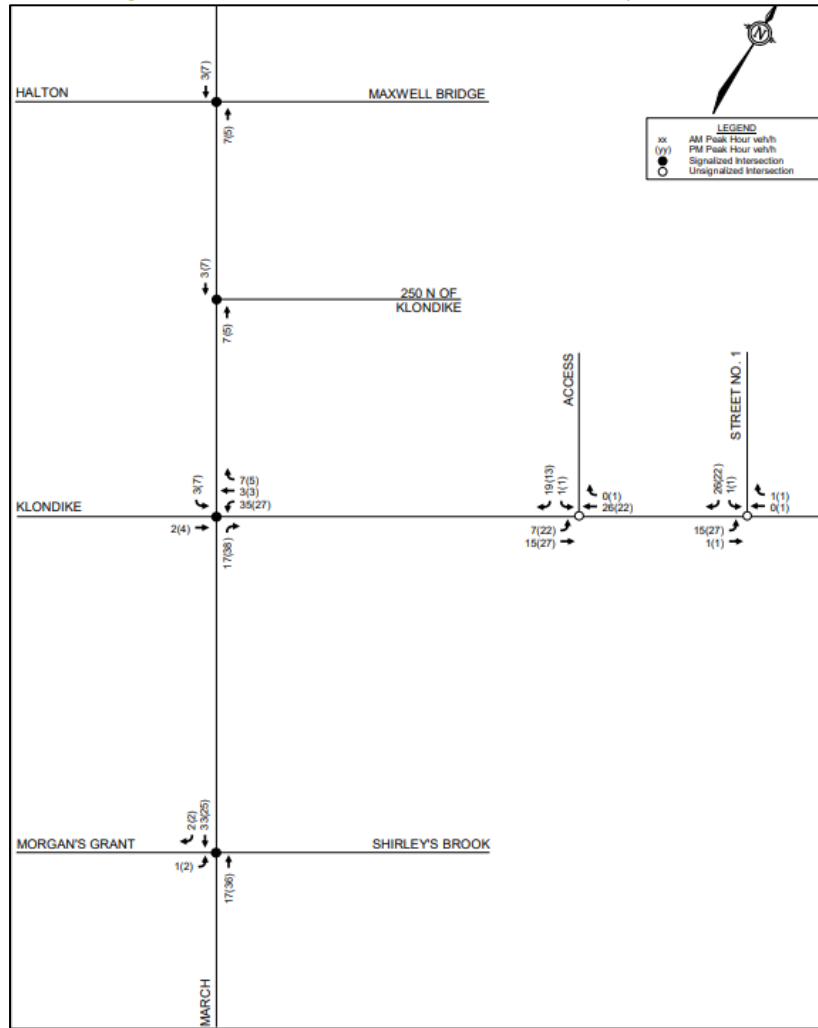 N
LEGEND
xx AM Peak Hour veh/h
(yy) PM Peak Hour veh/h
Signalized Intersection
Unsignalized Intersection
3(7)
HALTON
MAXWELL BRIDGE
7(5)
3(7)
250 N OF
KLONDIKE
7(5)
ACCESS
STREET NO. 1
3(7)
7(5)
3(3)
35(27)
KLONDIKE
2(4)
17(38)
19(13)
1(1)
0(1)
26(22)
7(22)
15(27)
26(22)
1(1)
1(1)
0(1)
15(27)
1(1)
2(2)
33(25)
MORGAN'S GRANT
SHIRLEY'S BROOK
1(2)
17(36)
MARCH